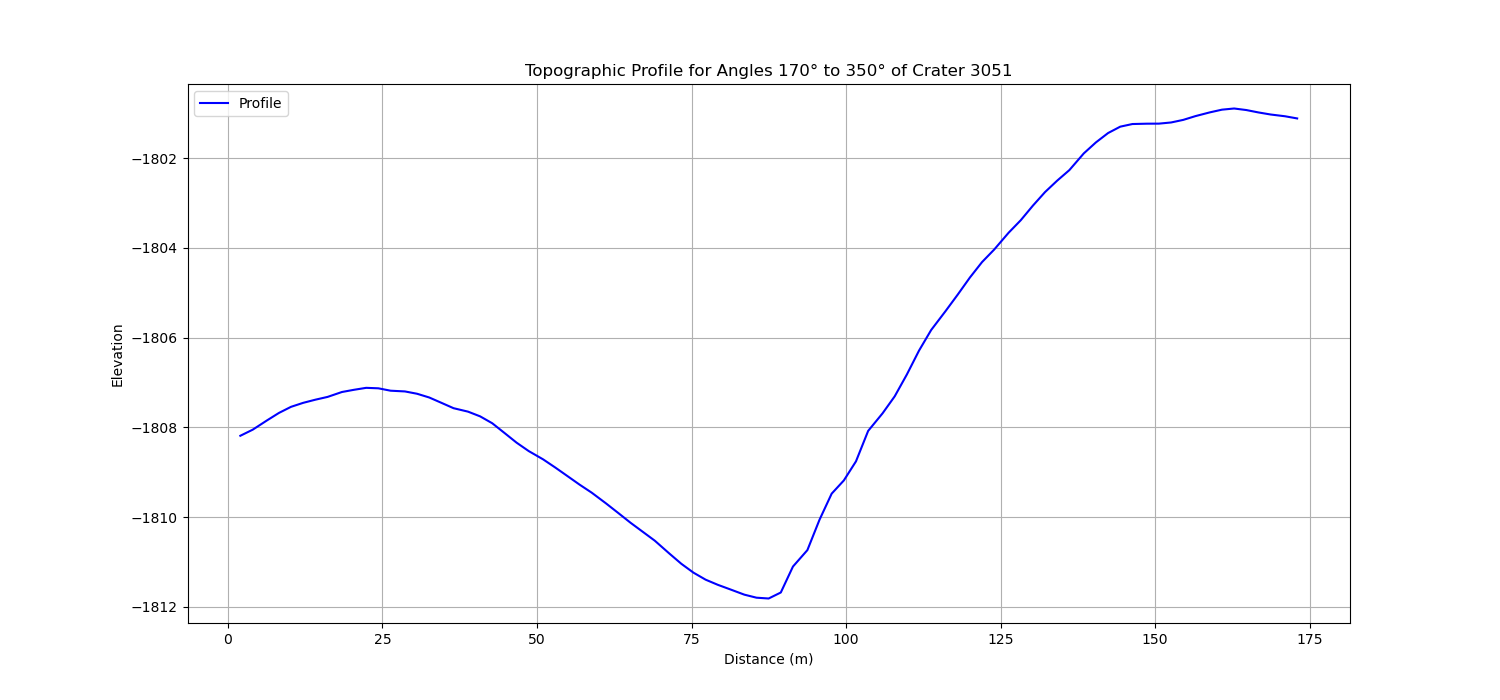 Topographic Profile for Angles 170° to 350° of Crater 3051
Profile
Elevation
−1802
−1804
−1806
−1808
−1810
−1812
0 25 50 75 100 125 150 175
Distance (m)